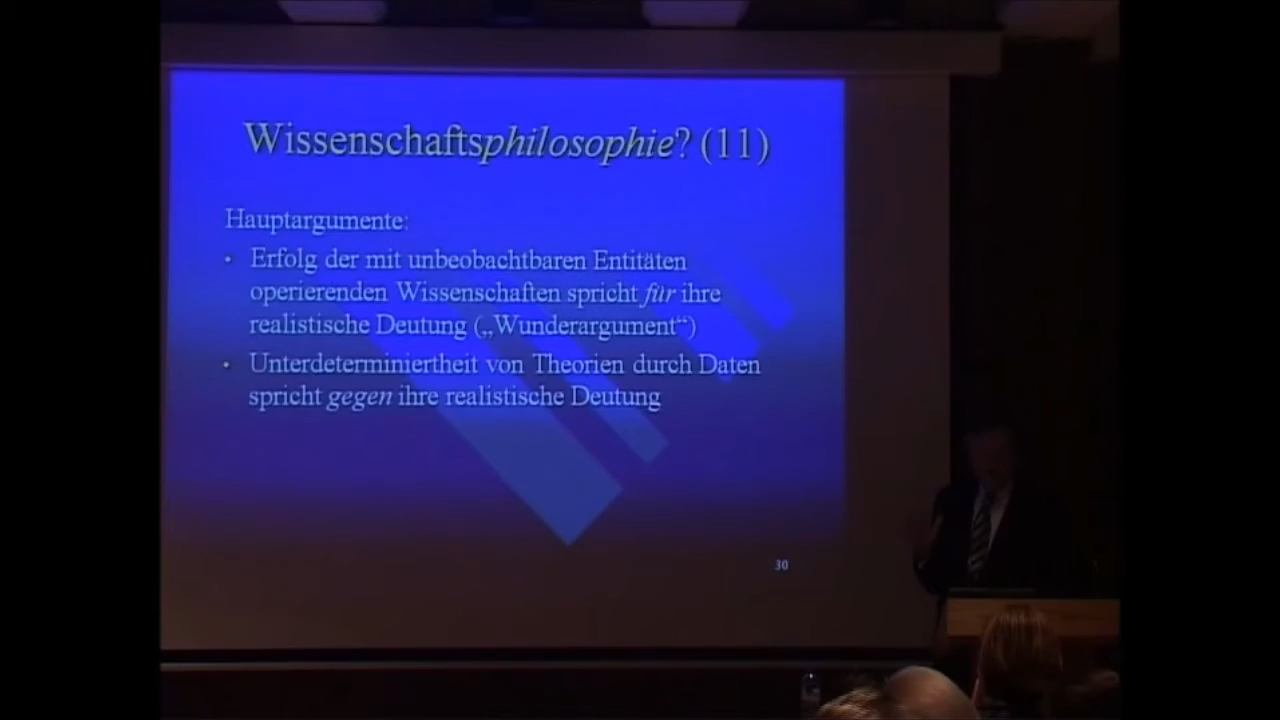 Wissenschaftsphilosophie? (11)
Hauptargumente:
• Erfolg der mit unbeobachtbaren Entitäten
operierenden Wissenschaften spricht für ihre
realistische Deutung („Wunderargument“)
• Unterdeterminiertheit von Theorien durch Daten
spricht gegen ihre realistische Deutung
30